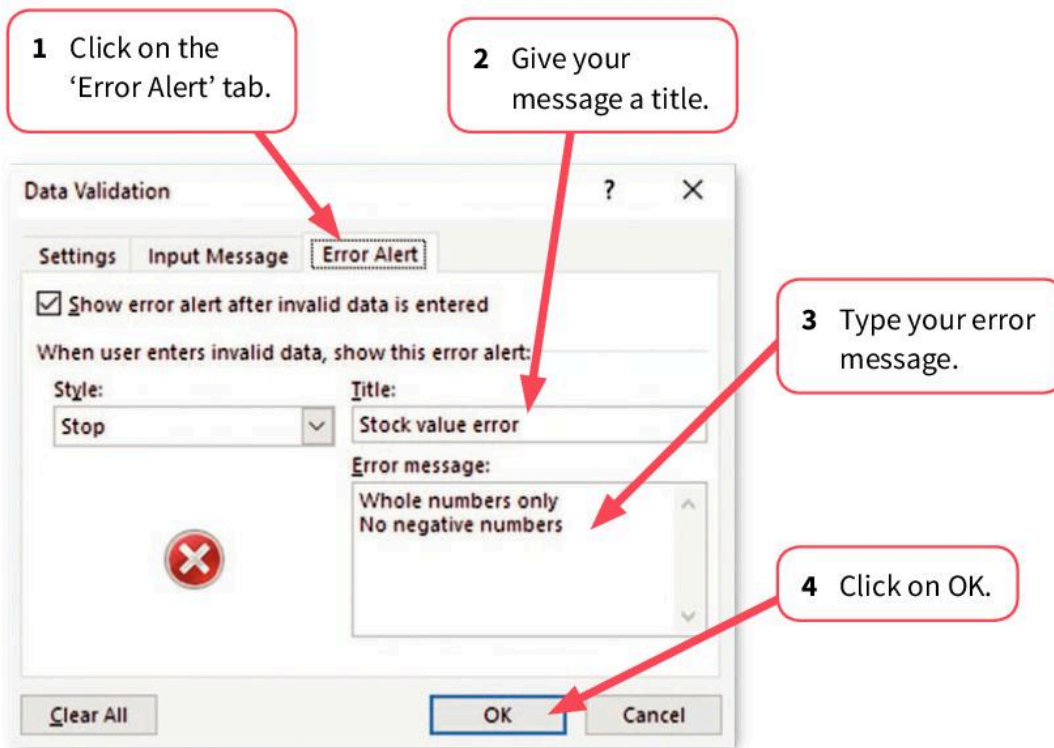 1 Click on the
‘Error Alert’ tab.
2 Give your
message a title.
Data Validation
?
Settings Input Message Error Alert
Show error alert after invalid data is entered
When user enters invalid data, show this error alert:
Style: Title:
Stop Stock value error
Error message:
Whole numbers only
No negative numbers
3 Type your error
message.
4 Click on OK.
Clear All OK Cancel